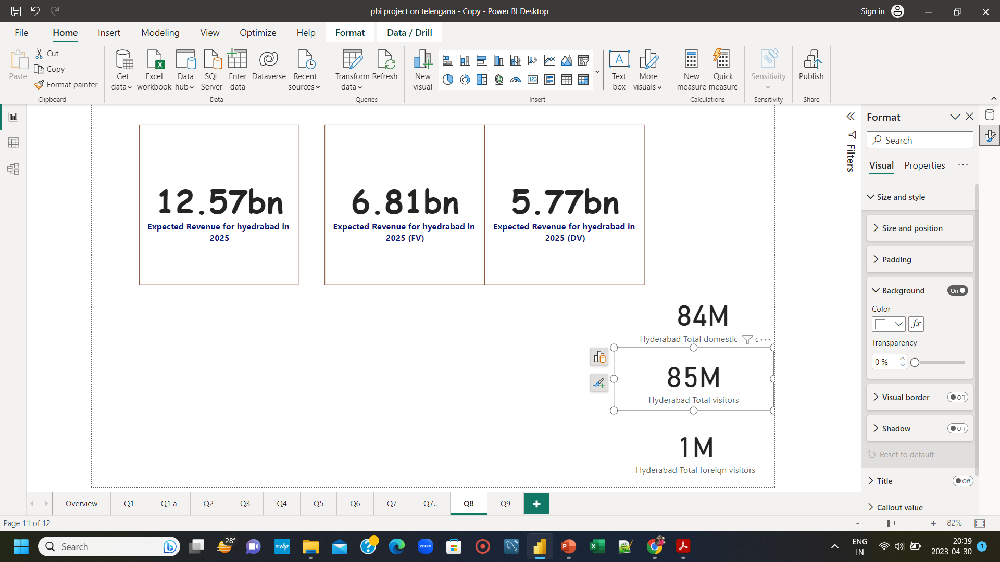 pbi project on telengana - Copy - Power BI Desktop
Sign in
File Home Insert Modeling View Optimize Help Format Data / Drill
Paste
Cut
Copy
Format painter
Clipboard
Get data
Excel workbook
Data hub
SQL Server
Enter data
Dataverse
Recent sources
Data
Transform data
Refresh
Queries
New visual
123
A
Text box
More visuals
Insert
New measure
Quick measure
Calculations
Sensitivity
Sensitivity
Publish
Share
12.57bn
Expected Revenue for hyedrabad in
2025
6.81bn
Expected Revenue for hyedrabad in
2025 (FV)
5.77bn
Expected Revenue for hyedrabad in
2025 (DV)
84M
Hyderabad Total domestic
85M
Hyderabad Total visitors
1M
Hyderabad Total foreign visitors
Filters
Format
Search
Visual Properties
Size and style
Size and position
Padding
Background On
Color
fx
Transparency
0 %
Visual border Off
Shadow Off
Reset to default
Title Off
Callout value
Overview Q1 Q1 a Q2 Q3 Q4 Q5 Q6 Q7 Q7.. Q8 Q9
Page 11 of 12
- + 82%
Search
28°
myhp
zoom
ENG
IN
20:39
2023-04-30
1